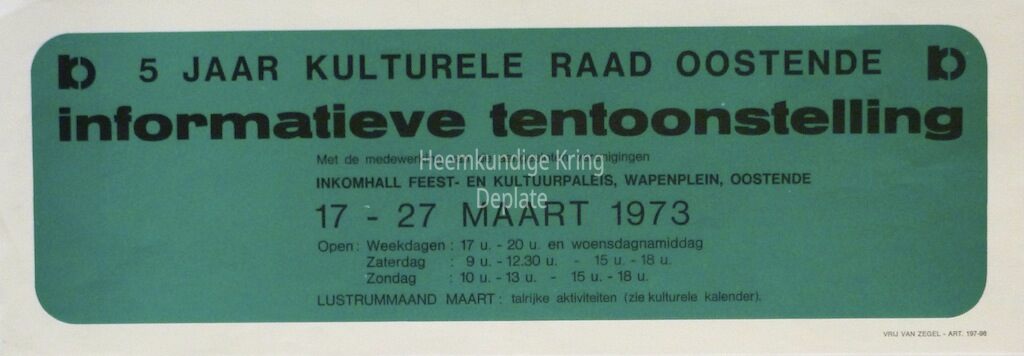 5 JAAR KULTURELE RAAD OOSTENDE
informatieve tentoonstelling
Met de
Heemkundige Kring
Deplate
INKOMHALL FEEST- EN KULTUURPALEIS, WAPENPLEIN, OOSTENDE
17 - 27 MAART 1973
Open : Weekdagen : 17 u. - 20 u. en woensdagnamiddag
Zaterdag : 9 u. - 12.30 u. - 15 u. - 18 u.
Zondag : 10 u. - 13 u. - 15 u. - 18 u.
LUSTRUMMAAND MAART : talrijke aktiviteiten (zie kulturele kalender).
VRIJ VAN ZEGEL - ART. 197-98